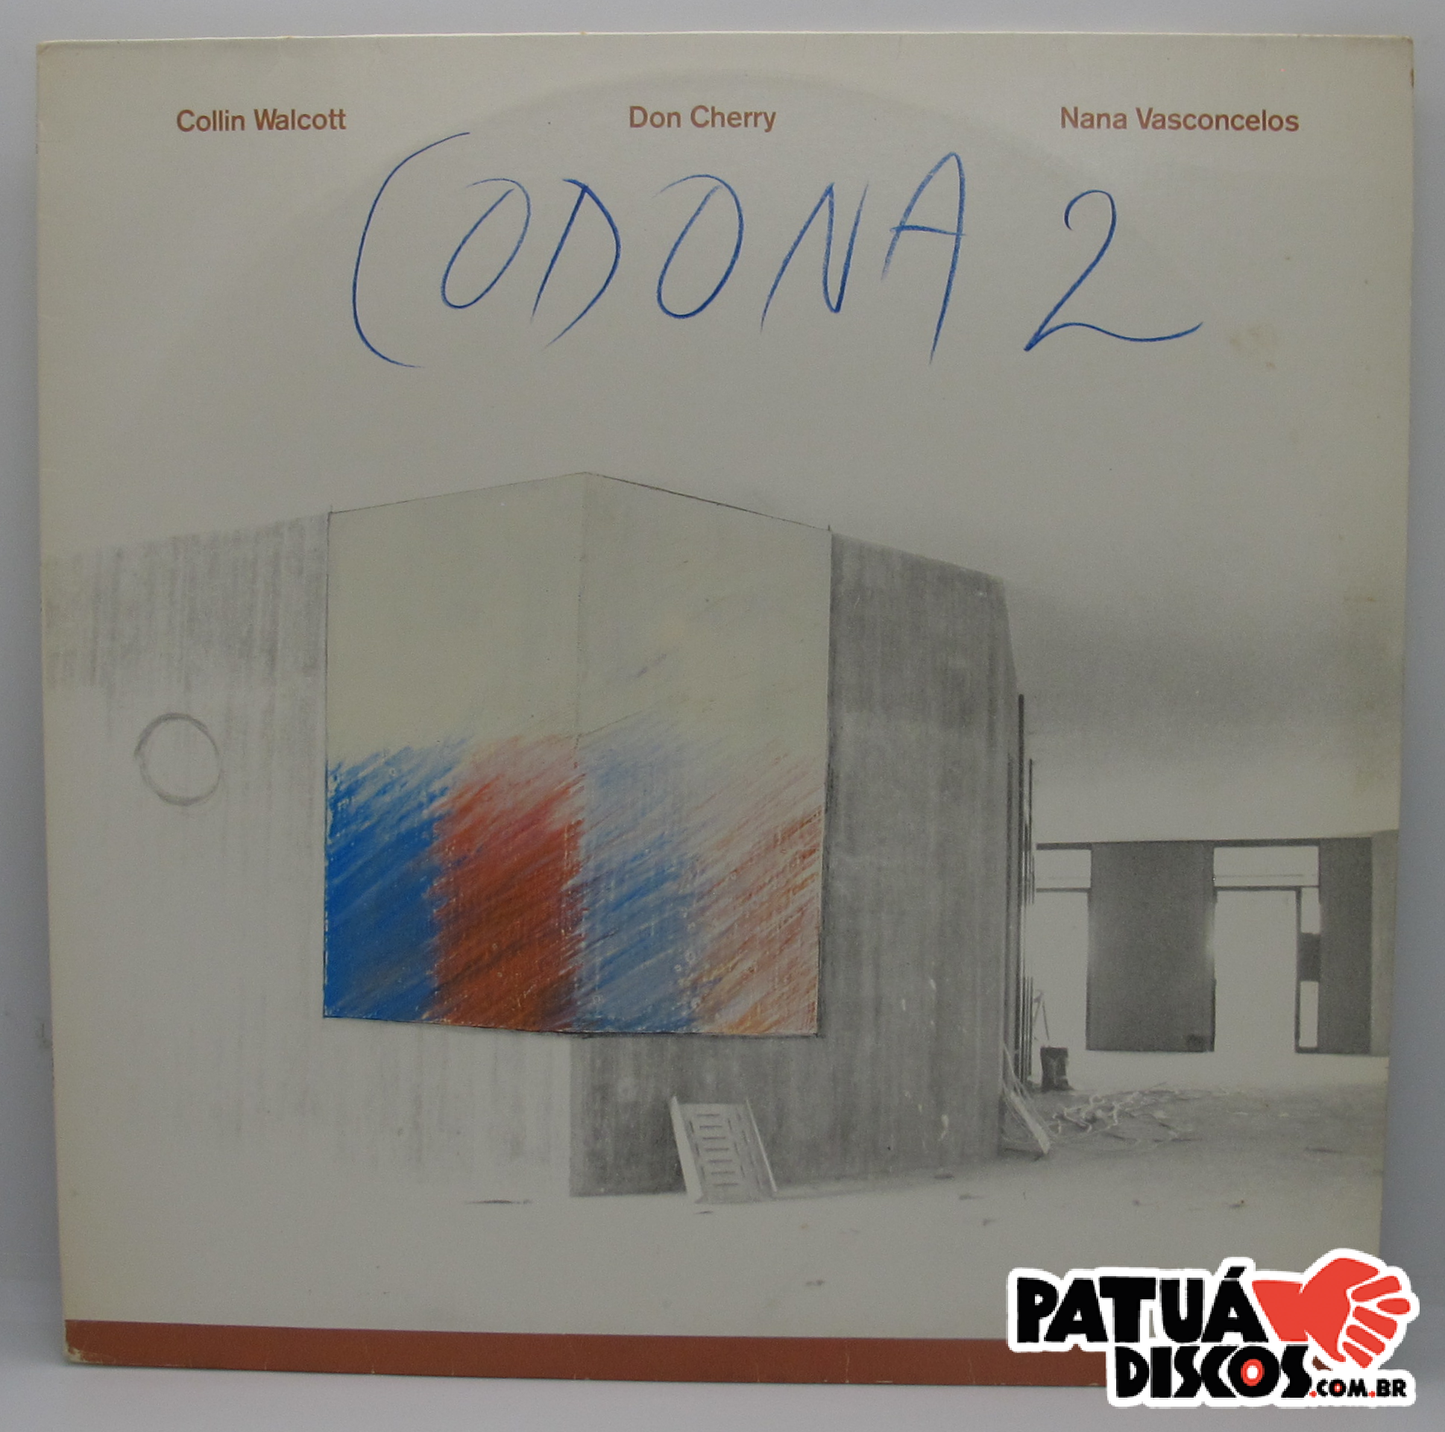 Collin Walcott Don Cherry Nana Vasconcelos
CODONA 2
PATUÁ
DISCOS.COM.BR